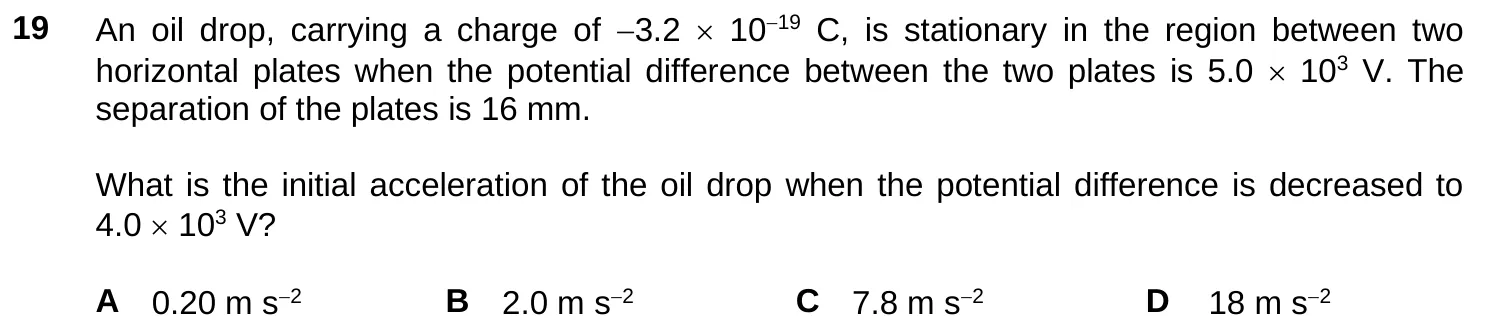 19 An oil drop, carrying a charge of –3.2 × 10⁻¹⁹ C, is stationary in the region between two
horizontal plates when the potential difference between the two plates is 5.0 × 10³ V. The
separation of the plates is 16 mm.
What is the initial acceleration of the oil drop when the potential difference is decreased to
4.0 × 10³ V?
A 0.20 m s⁻² B 2.0 m s⁻² C 7.8 m s⁻² D 18 m s⁻²